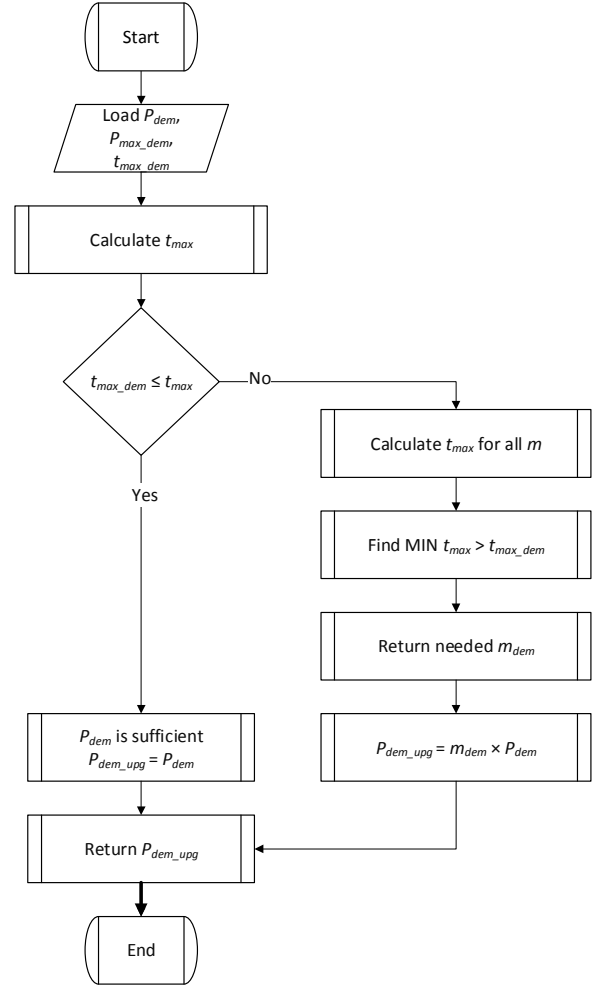 Start
Load P_dem,
P_max_dem,
t_max_dem
Calculate t_max
t_max_dem ≤ t_max
No
Calculate t_max for all m
Yes
Find MIN t_max > t_max_dem
Return needed m_dem
P_dem is sufficient
P_dem_upg = P_dem
P_dem_upg = m_dem × P_dem
Return P_dem_upg
End